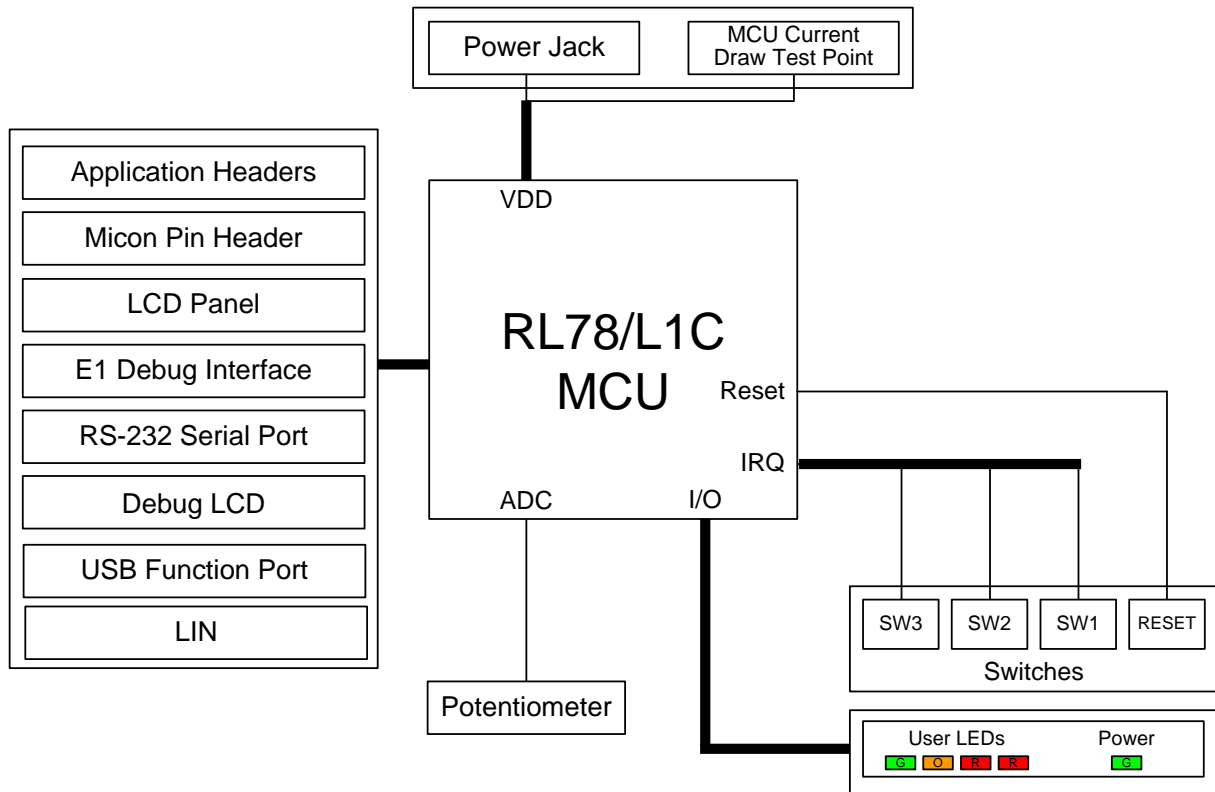 Power Jack
MCU Current
Draw Test Point
Application Headers
Micon Pin Header
LCD Panel
E1 Debug Interface
RS-232 Serial Port
Debug LCD
USB Function Port
LIN
VDD
RL78/L1C
MCU
Reset
IRQ
ADC
I/O
SW3
SW2
SW1
RESET
Switches
Potentiometer
User LEDs
Power
G
O
R
R
G